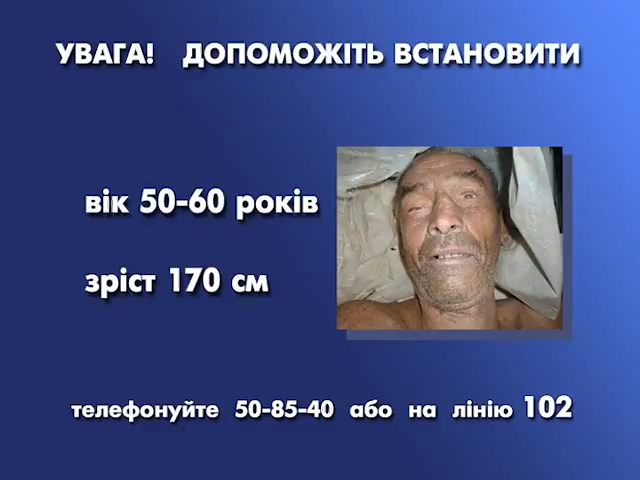 УВАГА! ДОПОМОЖІТЬ ВСТАНОВИТИ
вік 50-60 років
зріст 170 см
телефонуйте 50-85-40 або на лінію 102